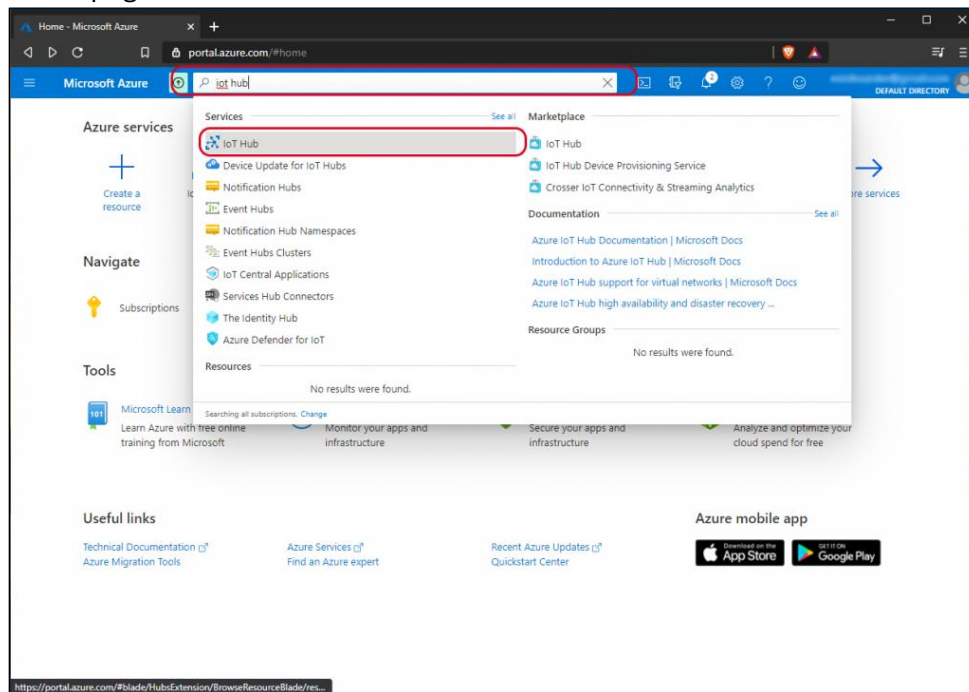 Home - Microsoft Azure
portal.azure.com/#home
Microsoft Azure
iot hub
DEFAULT DIRECTORY
Azure services
Create a
resource
Services
See all
IoT Hub
Device Update for IoT Hubs
Notification Hubs
Event Hubs
Notification Hub Namespaces
Event Hubs Clusters
IoT Central Applications
Services Hub Connectors
The Identity Hub
Azure Defender for IoT
Resources
No results were found.
Searching all subscriptions. Change
Marketplace
IoT Hub
IoT Hub Device Provisioning Service
Crosser IoT Connectivity & Streaming Analytics
Documentation
See all
Azure IoT Hub Documentation | Microsoft Docs
Introduction to Azure IoT Hub | Microsoft Docs
Azure IoT Hub support for virtual networks | Microsoft Docs
Azure IoT Hub high availability and disaster recovery ...
Resource Groups
No results were found.
services
Navigate
Subscriptions
Tools
101
Microsoft Learn
Learn Azure with free online
training from Microsoft
Monitor your apps and
infrastructure
Secure your apps and
infrastructure
Analyze and optimize your
cloud spend for free
Useful links
Technical Documentation
Azure Migration Tools
Azure Services
Find an Azure expert
Recent Azure Updates
Quickstart Center
Azure mobile app
Download on the
App Store
GET IT ON
Google Play
https://portal.azure.com/#blade/HubsExtension/BrowseResourceBlade/res...